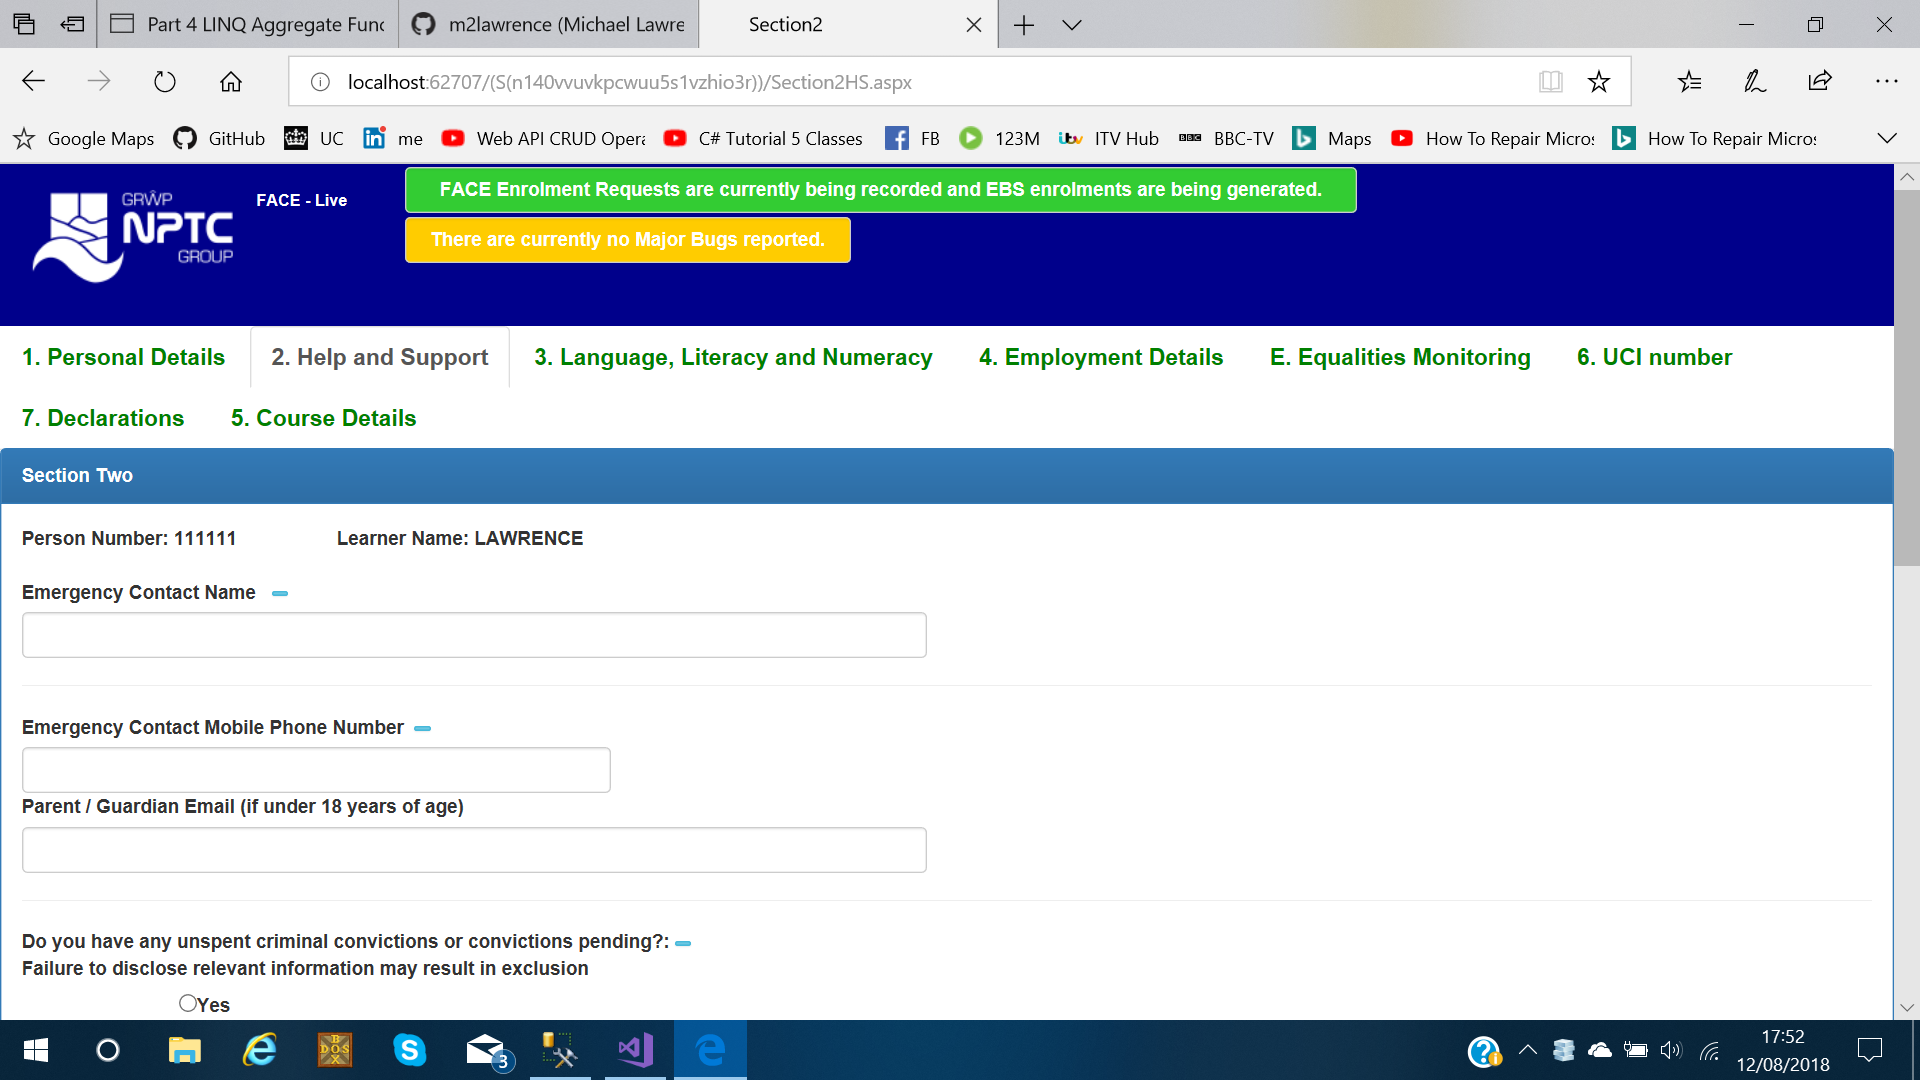 Part 4 LINQ Aggregate Func
m2lawrence (Michael Lawre
Section2
localhost:62707/(S(n140vvuvkpcwuu5s1vzhio3r))/Section2HS.aspx
Google Maps GitHub UC me Web API CRUD Opera C# Tutorial 5 Classes FB 123M itv ITV Hub BBC BBC-TV Maps How To Repair Micros How To Repair Micros
GRŴP
NPTC
GROUP
FACE - Live
FACE Enrolment Requests are currently being recorded and EBS enrolments are being generated.
There are currently no Major Bugs reported.
1. Personal Details 2. Help and Support 3. Language, Literacy and Numeracy 4. Employment Details E. Equalities Monitoring 6. UCI number
7. Declarations 5. Course Details
Section Two
Person Number: 111111 Learner Name: LAWRENCE
Emergency Contact Name
Emergency Contact Mobile Phone Number
Parent / Guardian Email (if under 18 years of age)
Do you have any unspent criminal convictions or convictions pending?:
Failure to disclose relevant information may result in exclusion
Yes
DOS BOX
3
17:52
12/08/2018